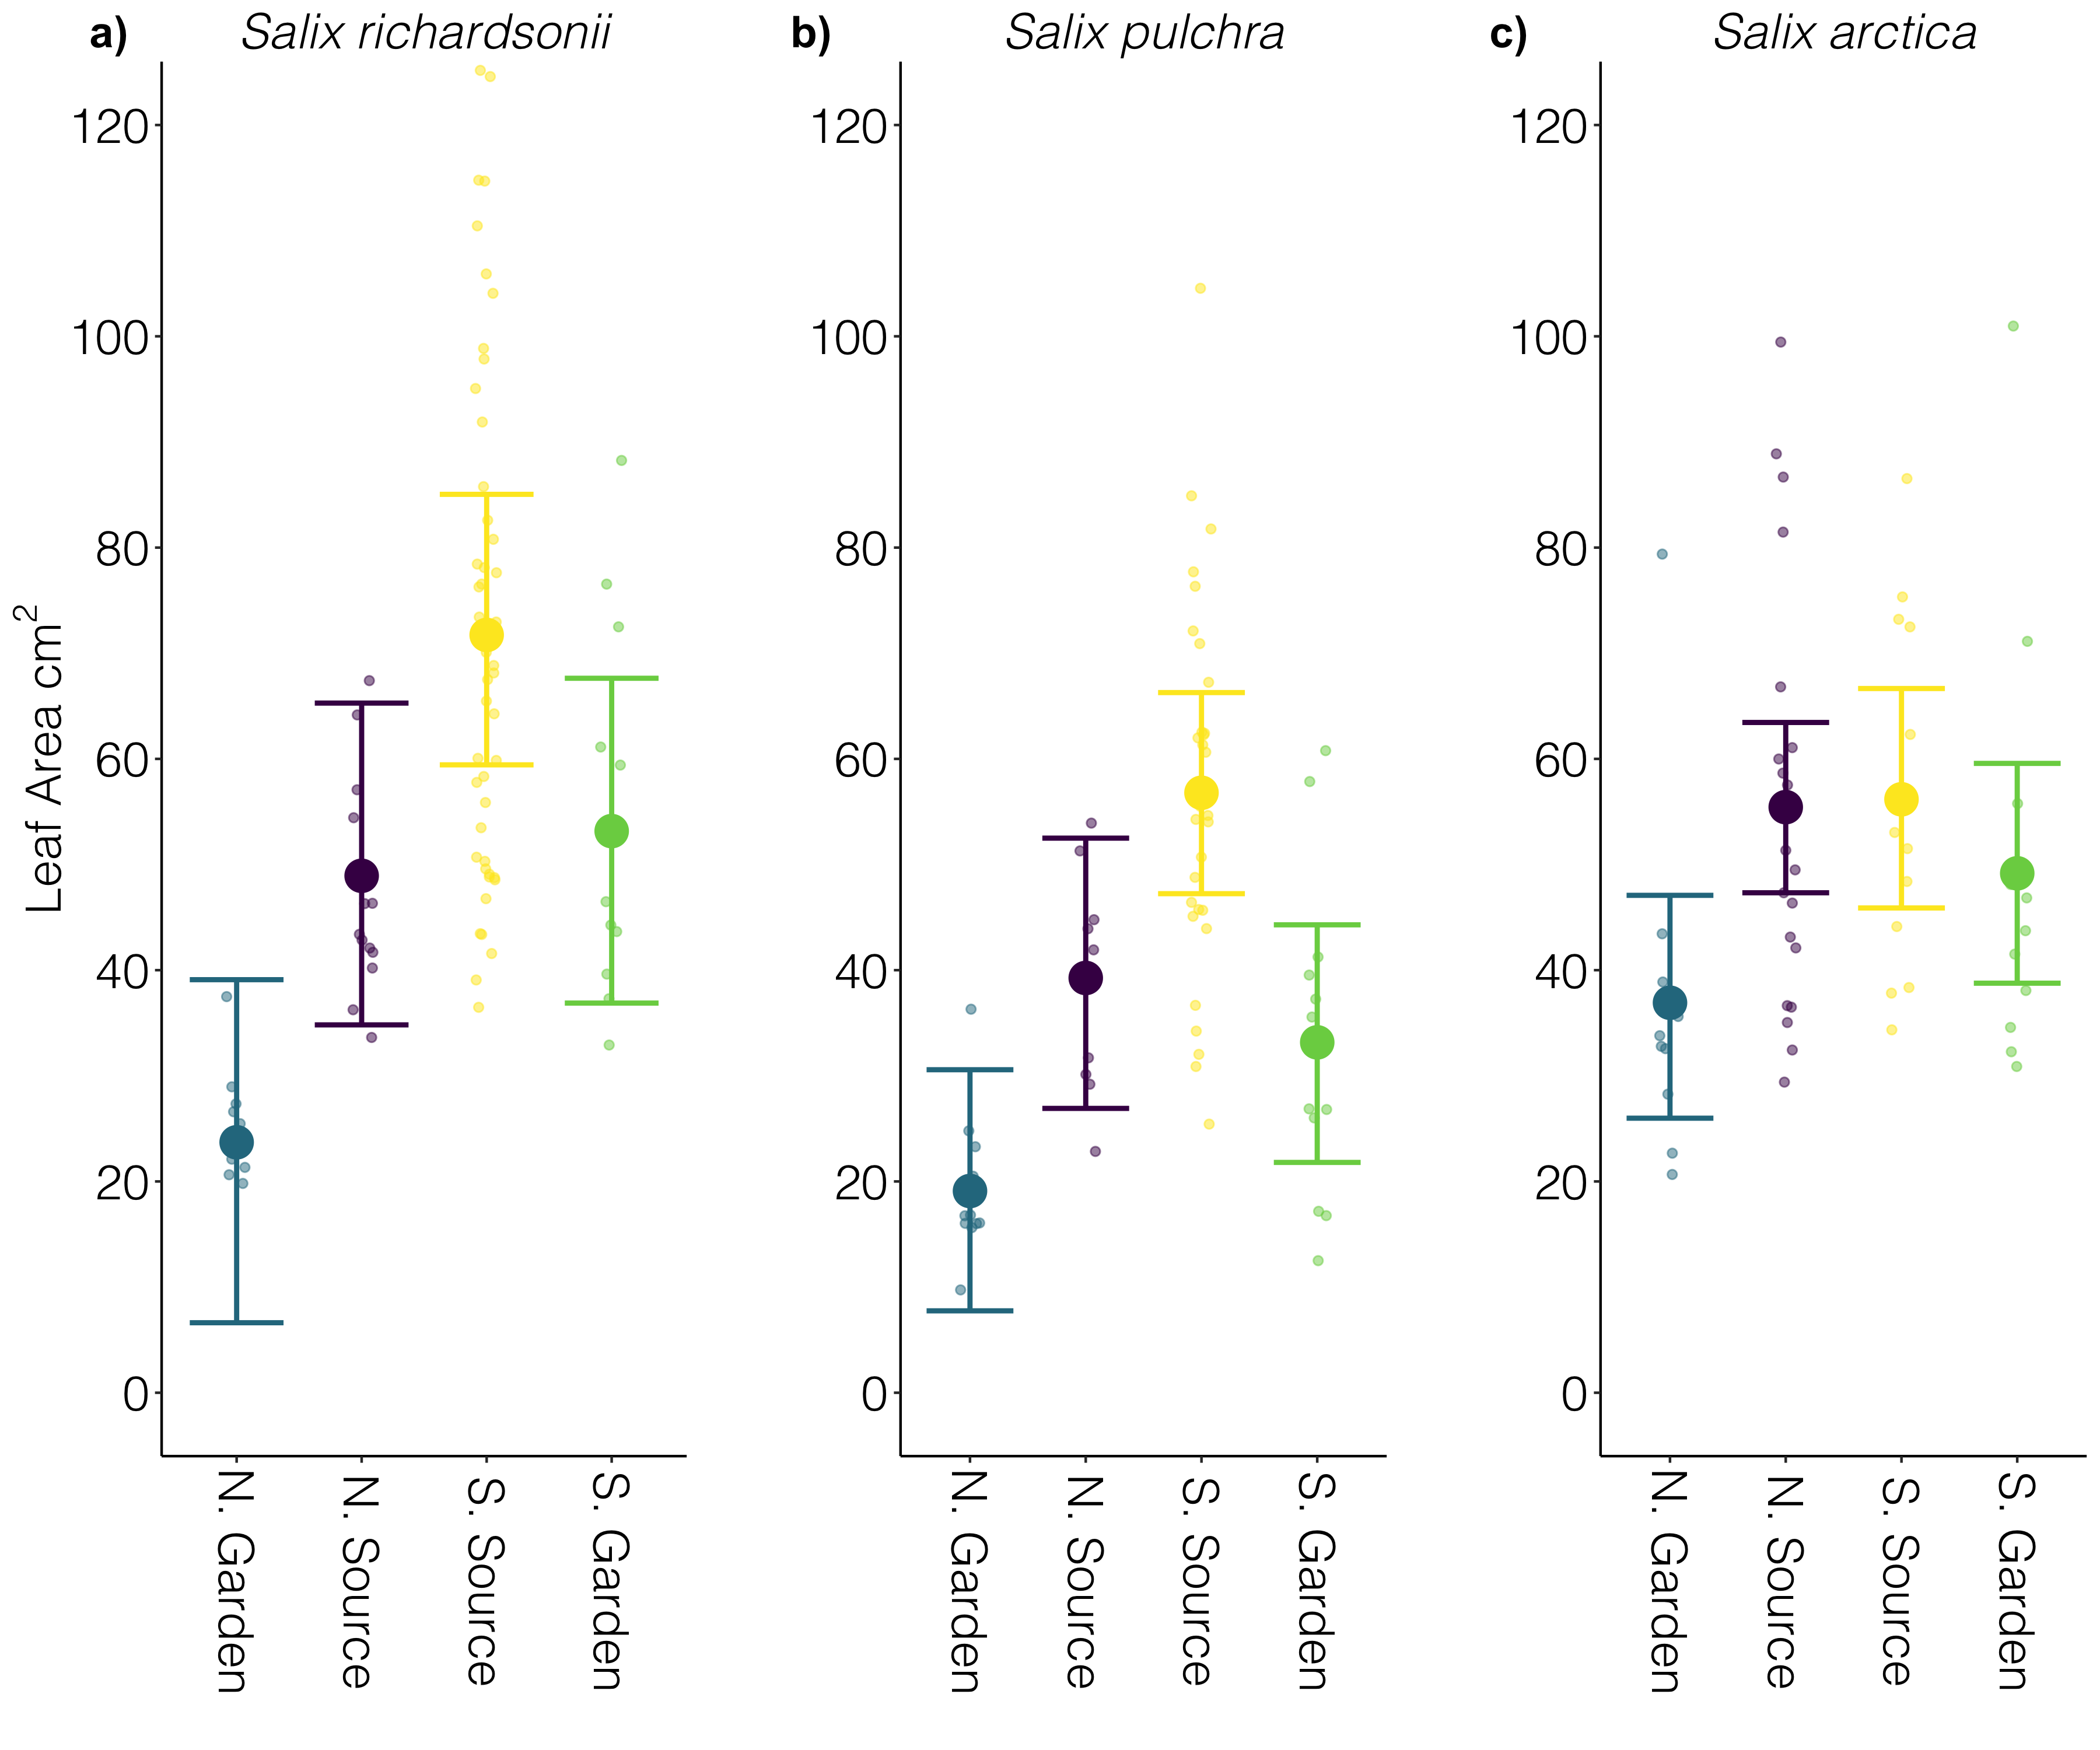 a) Salix richardsonii
b) Salix pulchra
c) Salix arctica
Leaf Area cm²
120
100
80
60
40
20
0
N. Garden
N. Source
S. Source
S. Garden
120
100
80
60
40
20
0
N. Garden
N. Source
S. Source
S. Garden
120
100
80
60
40
20
0
N. Garden
N. Source
S. Source
S. Garden